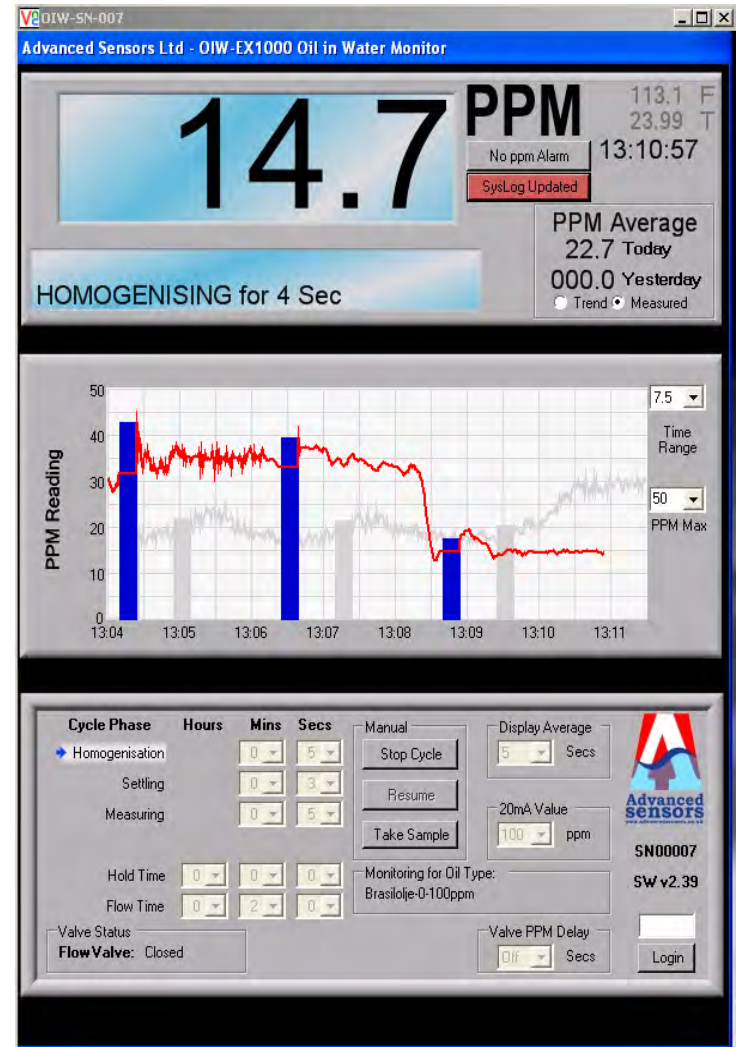 OIW-SN-007
Advanced Sensors Ltd - OIW-EX1000 Oil in Water Monitor
14.7 PPM
113.1 F
23.99 T
13:10:57
No ppm Alarm
SysLog Updated
PPM Average
22.7 Today
000.0 Yesterday
Trend Measured
HOMOGENISING for 4 Sec
PPM Reading
50
40
30
20
10
0
13:04 13:05 13:06 13:07 13:08 13:09 13:10 13:11
7.5
Time
Range
50
PPM Max
Cycle Phase Hours Mins Secs
Homogenisation 0 5
Settling 0 3
Measuring 0 5
Hold Time 0 0 0
Flow Time 0 2 0
Valve Status
Flow Valve: Closed
Manual
Stop Cycle
Resume
Take Sample
Monitoring for Oil Type:
Brasilolje-0-100ppm
Display Average
5 Secs
20mA Value
100 ppm
Valve PPM Delay
Off Secs
Advanced
sensors
SN00007
SW v2.39
Login